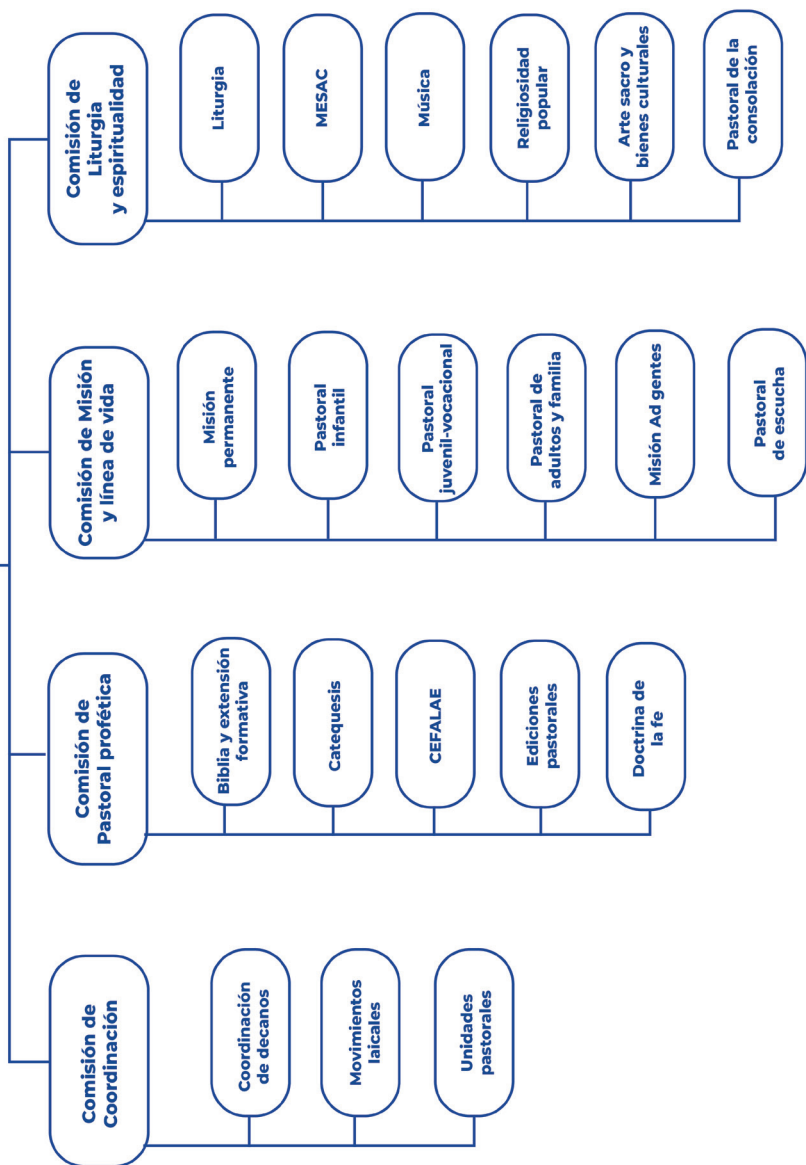 Comisión de
Coordinación
Coordinación
de decanos
Movimientos
laicales
Unidades
pastorales
Comisión de
Pastoral profética
Biblia y extensión
formativa
Catequesis
CEFALAE
Ediciones
pastorales
Doctrina de
la fe
Comisión de Misión
y línea de vida
Misión
permanente
Pastoral
infantil
Pastoral
juvenil-vocacional
Pastoral de
adultos y familia
Misión Ad gentes
Pastoral
de escucha
Comisión de
Liturgia
y espiritualidad
Liturgia
MESAC
Música
Religiosidad
popular
Arte sacro y
bienes culturales
Pastoral de la
consolación